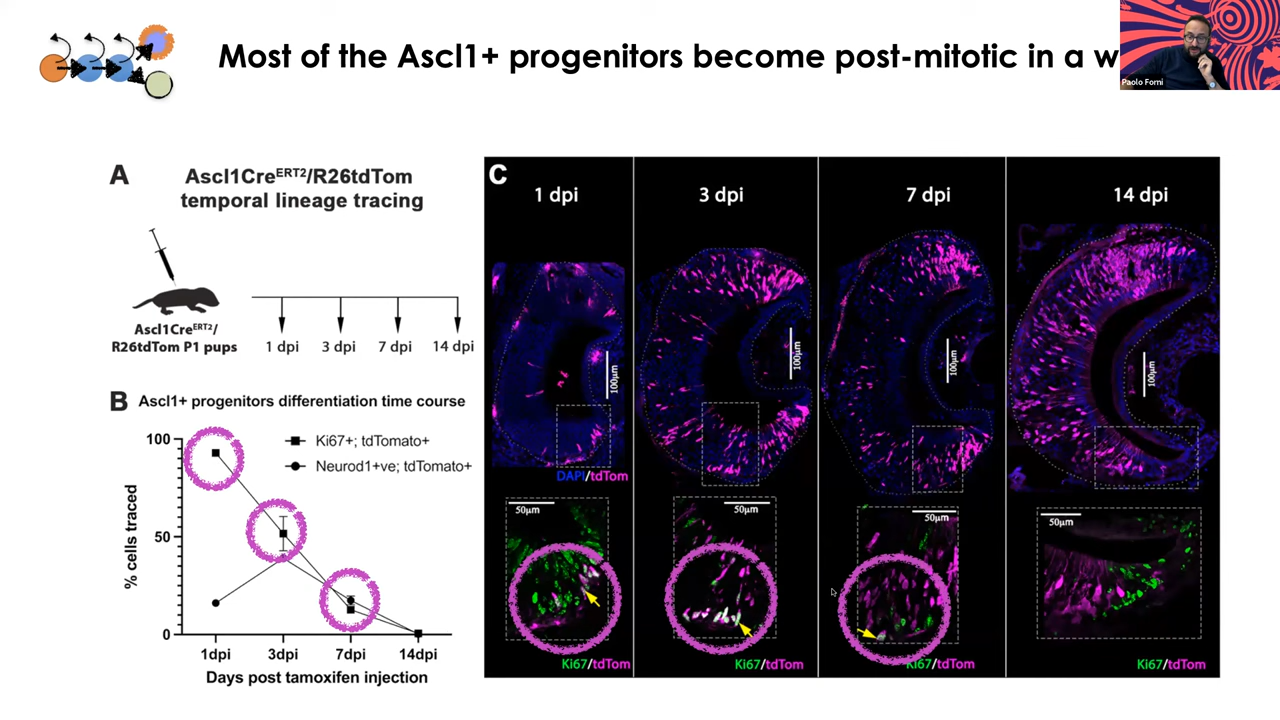 Most of the Ascl1+ progenitors become post-mitotic in a w
Paolo Forni
A
Ascl1CreERT2/R26tdTom
temporal lineage tracing
Ascl1CreERT2/
R26tdTom P1 pups
1 dpi
3 dpi
7 dpi
14 dpi
B
Ascl1+ progenitors differentiation time course
Ki67+; tdTomato+
Neurod1+ve; tdTomato+
% cells traced
100
50
0
1dpi
3dpi
7dpi
14dpi
Days post tamoxifen injection
C
1 dpi
3 dpi
7 dpi
14 dpi
100µm
100µm
100µm
100µm
DAPI/tdTom
50µm
50µm
50µm
50µm
Ki67/tdTom
Ki67/tdTom
Ki67/tdTom
Ki67/tdTom